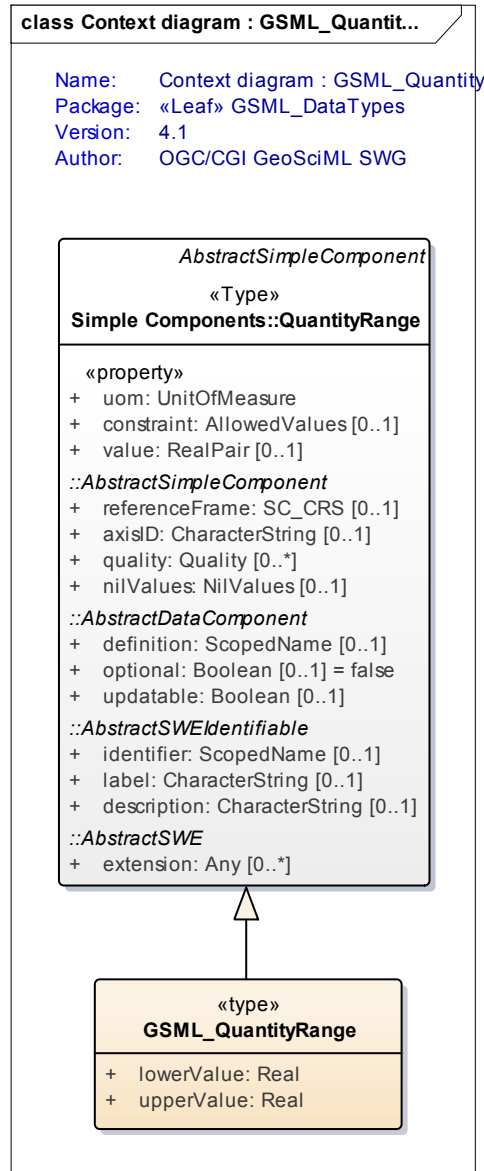 class Context diagram : GSML_Quantit...
Name: Context diagram : GSML_Quantity
Package: «Leaf» GSML_DataTypes
Version: 4.1
Author: OGC/CGI GeoSciML SWG
AbstractSimpleComponent
«Type»
Simple Components::QuantityRange
«property»
+ uom: UnitOfMeasure
+ constraint: AllowedValues [0..1]
+ value: RealPair [0..1]
::AbstractSimpleComponent
+ referenceFrame: SC_CRS [0..1]
+ axisID: CharacterString [0..1]
+ quality: Quality [0..*]
+ nilValues: NilValues [0..1]
::AbstractDataComponent
+ definition: ScopedName [0..1]
+ optional: Boolean [0..1] = false
+ updatable: Boolean [0..1]
::AbstractSWEIdentifiable
+ identifier: ScopedName [0..1]
+ label: CharacterString [0..1]
+ description: CharacterString [0..1]
::AbstractSWE
+ extension: Any [0..*]
«type»
GSML_QuantityRange
+ lowerValue: Real
+ upperValue: Real